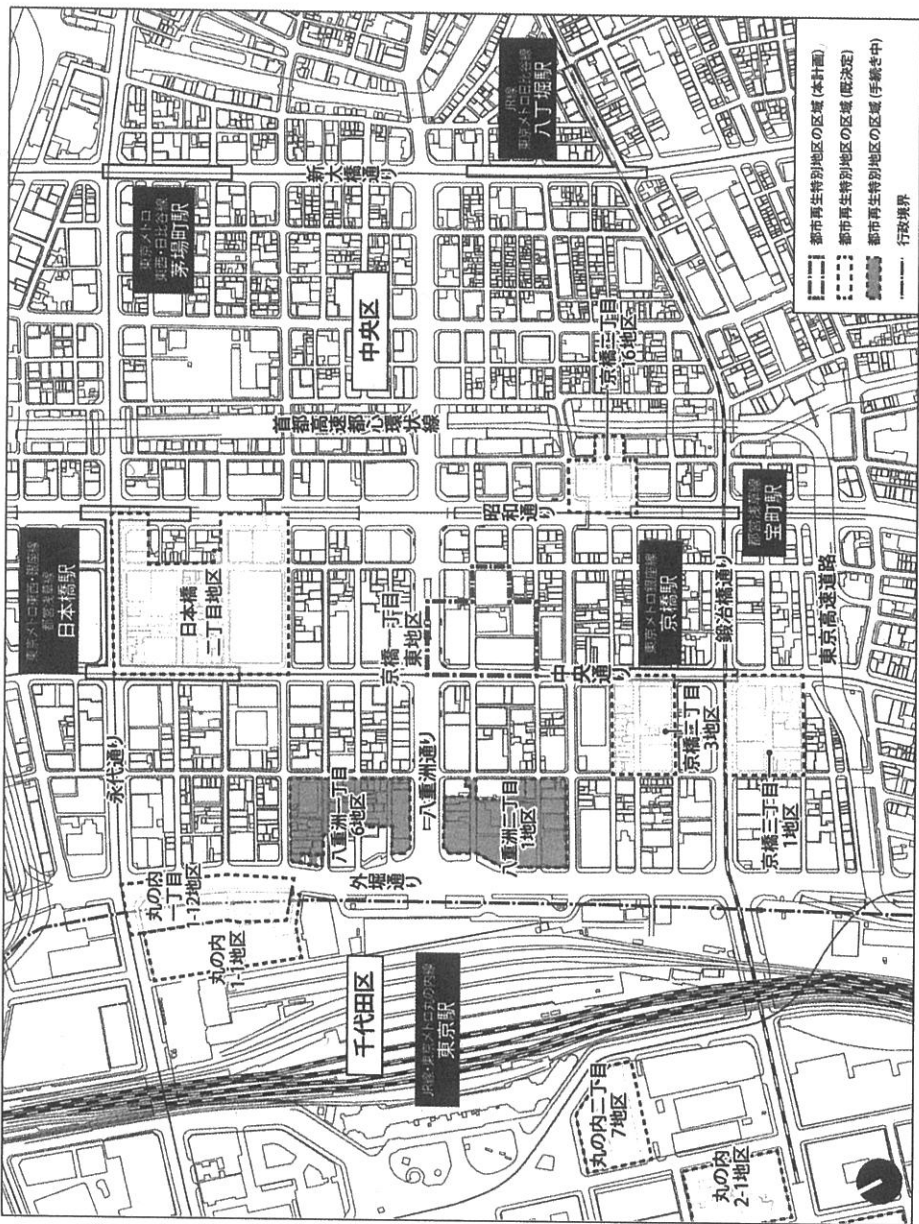 東京メトロ日比谷線
八丁堀駅
新大橋通り
東京メトロ
東西・日比谷線
茅場町駅
中央区
首都高速都心環状線
京橋二丁目
16地区
昭和通り
都営浅草線
宝町駅
東京メトロ東西・銀座線
都営浅草線
日本橋駅
日本橋
二丁目地区
京橋一丁目
東地区
東京メトロ銀座線
京橋駅
鍛冶橋通り
東京高速道路
中央通り
京橋二丁目
3地区
京橋三丁目
1地区
永代通り
八重洲一丁目
6地区
八重洲通り
八重洲二丁目
1地区
外堀通り
丸の内
一丁目
1-12地区
丸の内
1-1地区
千代田区
JR線・東京メトロ丸の内線
東京駅
丸の内二丁目
7地区
丸の内
2-1地区
都市再生特別地区の区域(本計画)
都市再生特別地区の区域(既決定)
都市再生特別地区の区域(手続き中)
行政境界